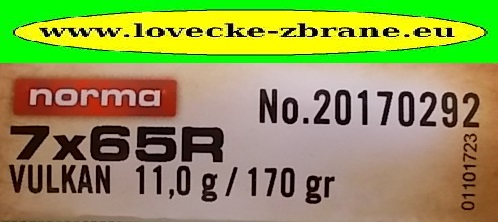 www.lovecke-zbrane.eu
norma
No.20170292
7x65R
VULKAN 11,0 g / 170 gr
01101723